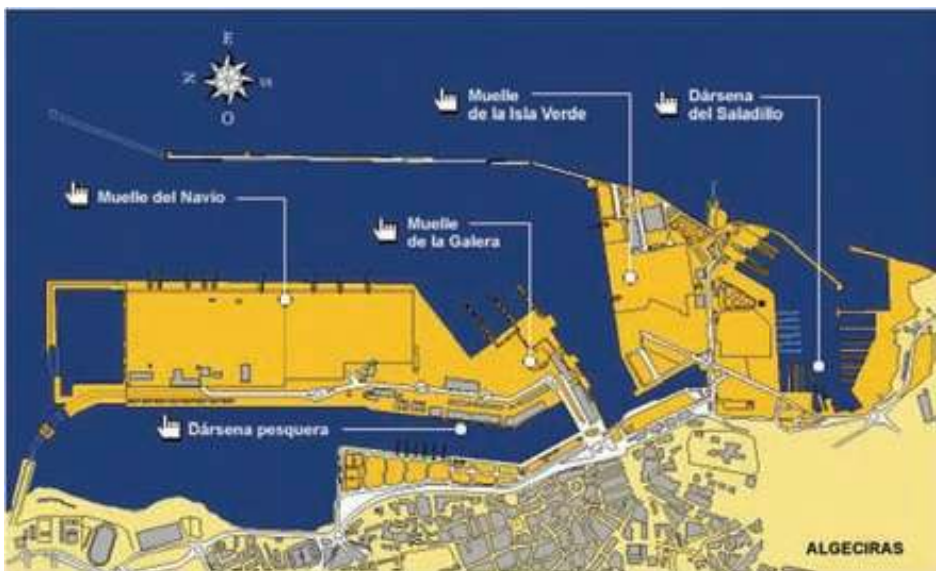 E
N
S
O
Muelle
de la Isla Verde
Dársena
del Saladillo
Muelle del Navío
Muelle
de la Galera
Dársena pesquera
ALGECIRAS